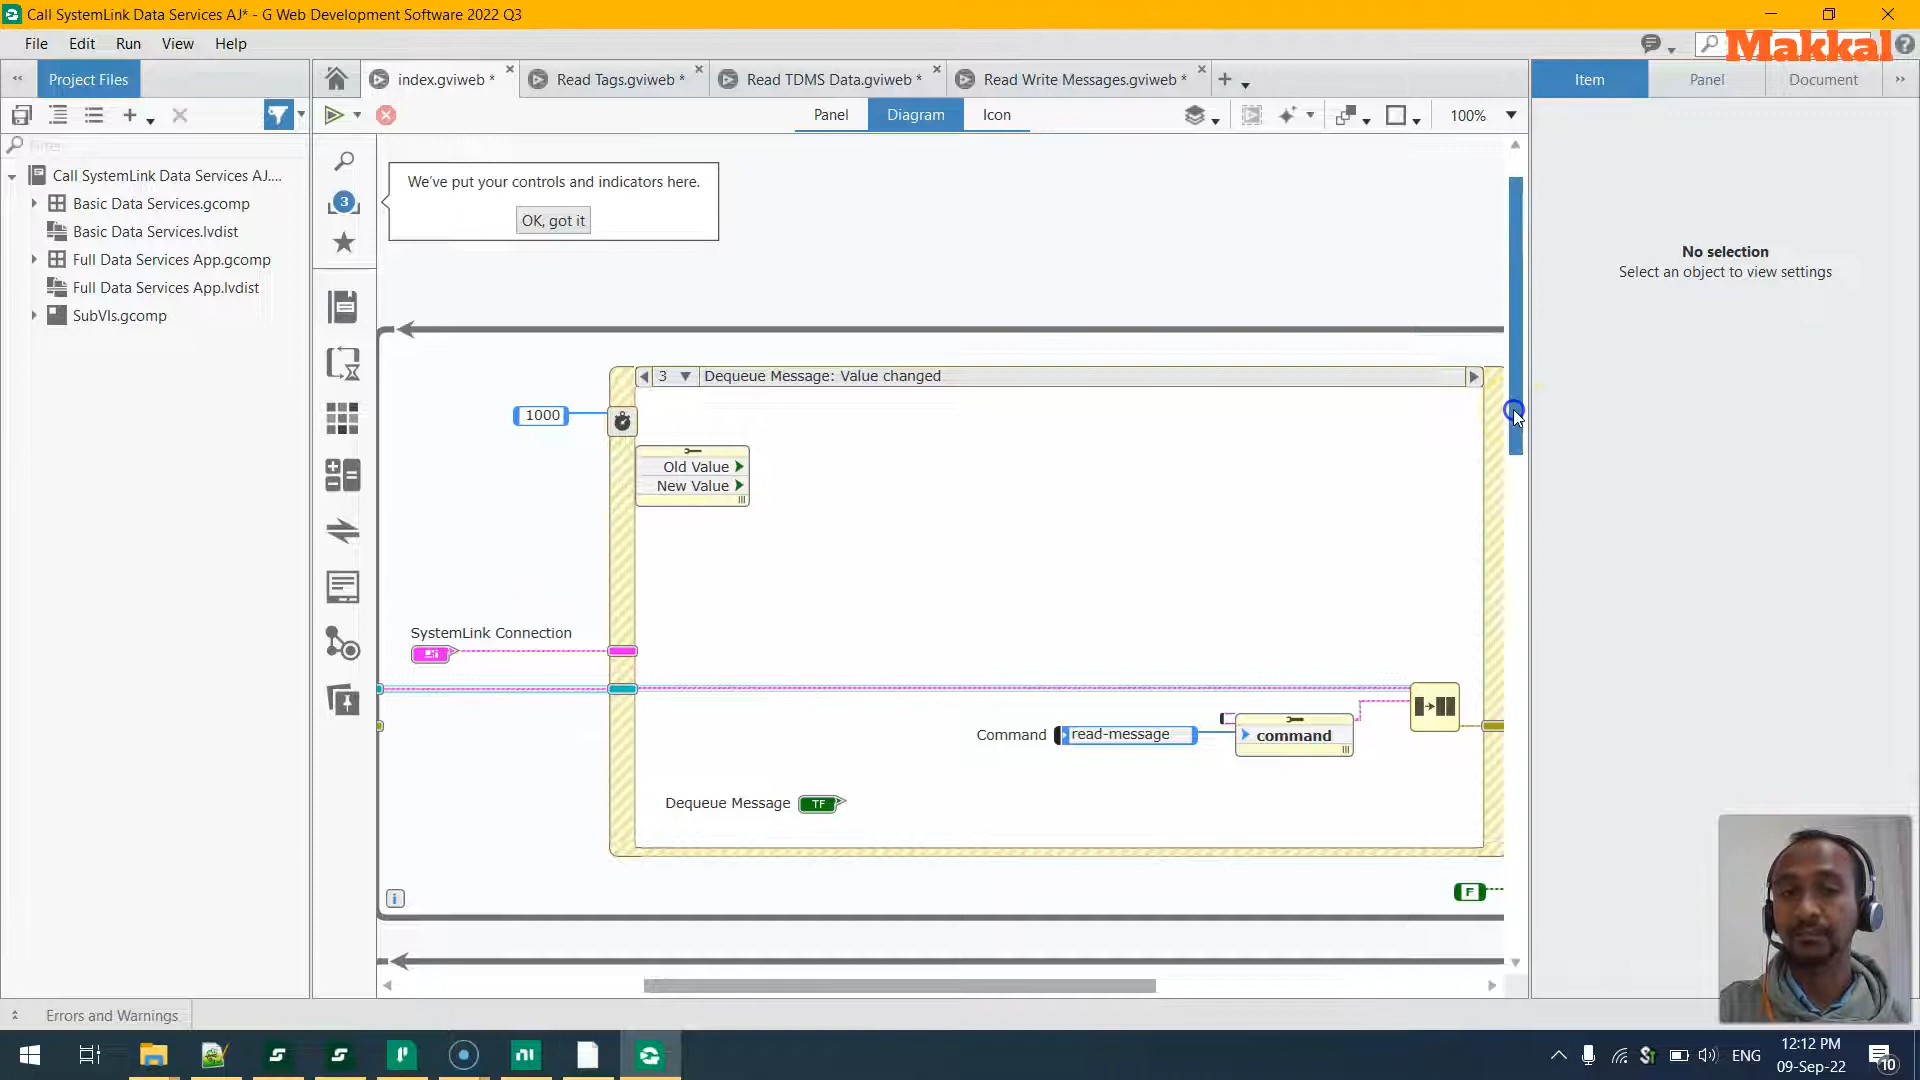 Call SystemLink Data Services AJ* - G Web Development Software 2022 Q3
File Edit Run View Help
Makkal
Project Files
index.gviweb *
Read Tags.gviweb *
Read TDMS Data.gviweb *
Read Write Messages.gviweb *
Item
Panel
Document
Panel
Diagram
Icon
100%
Filter
Call SystemLink Data Services AJ....
Basic Data Services.gcomp
Basic Data Services.lvdist
Full Data Services App.gcomp
Full Data Services App.lvdist
SubVIs.gcomp
3
We've put your controls and indicators here.
OK, got it
No selection
Select an object to view settings
3 Dequeue Message: Value changed
1000
Old Value
New Value
SystemLink Connection
Command read-message command
Dequeue Message TF
F
i
Errors and Warnings
ENG
12:12 PM
09-Sep-22
10